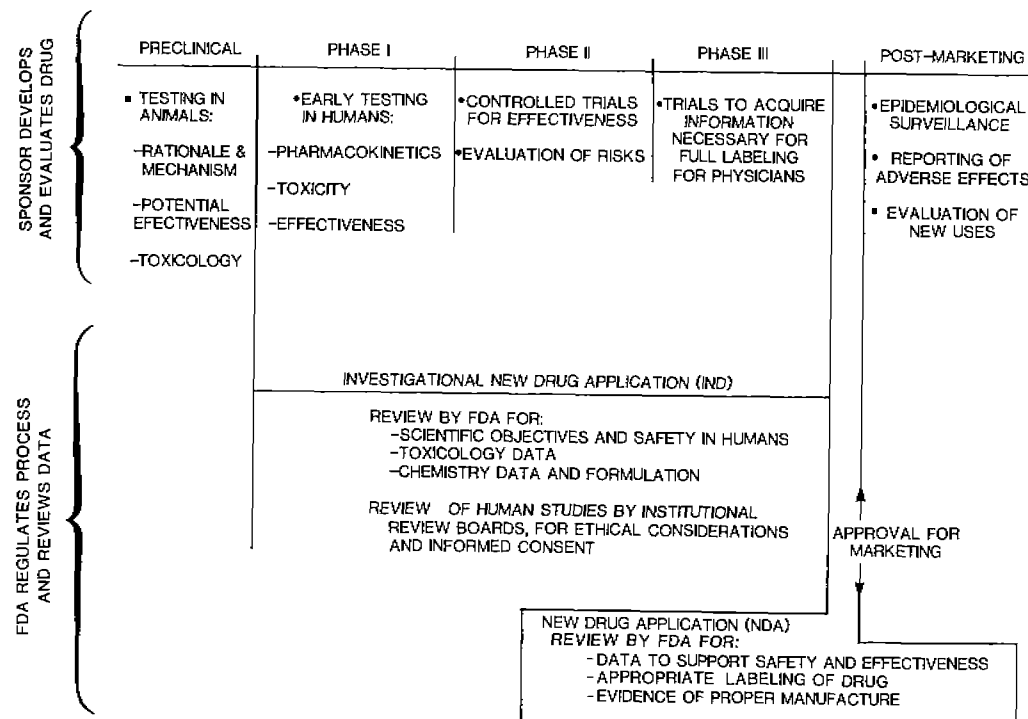 SPONSOR DEVELOPS
AND EVALUATES DRUG
PRECLINICAL
PHASE I
PHASE II
PHASE III
POST-MARKETING
▪ TESTING IN
ANIMALS:
-RATIONALE &
MECHANISM
-POTENTIAL
EFECTIVENESS
-TOXICOLOGY
•EARLY TESTING
IN HUMANS:
-PHARMACOKINETICS
-TOXICITY
-EFFECTIVENESS
•CONTROLLED TRIALS
FOR EFFECTIVENESS
•EVALUATION OF RISKS
•TRIALS TO ACQUIRE
INFORMATION
NECESSARY FOR
FULL LABELING
FOR PHYSICIANS
•EPIDEMIOLOGICAL
SURVEILLANCE
• REPORTING OF
ADVERSE EFFECTS
▪ EVALUATION OF
NEW USES
FDA REGULATES PROCESS
AND REVIEWS DATA
INVESTIGATIONAL NEW DRUG APPLICATION (IND)
REVIEW BY FDA FOR:
-SCIENTIFIC OBJECTIVES AND SAFETY IN HUMANS
-TOXICOLOGY DATA
-CHEMISTRY DATA AND FORMULATION
REVIEW OF HUMAN STUDIES BY INSTITUTIONAL
REVIEW BOARDS, FOR ETHICAL CONSIDERATIONS
AND INFORMED CONSENT
APPROVAL FOR
MARKETING
NEW DRUG APPLICATION (NDA)
REVIEW BY FDA FOR:
- DATA TO SUPPORT SAFETY AND EFFECTIVENESS
- APPROPRIATE LABELING OF DRUG
- EVIDENCE OF PROPER MANUFACTURE